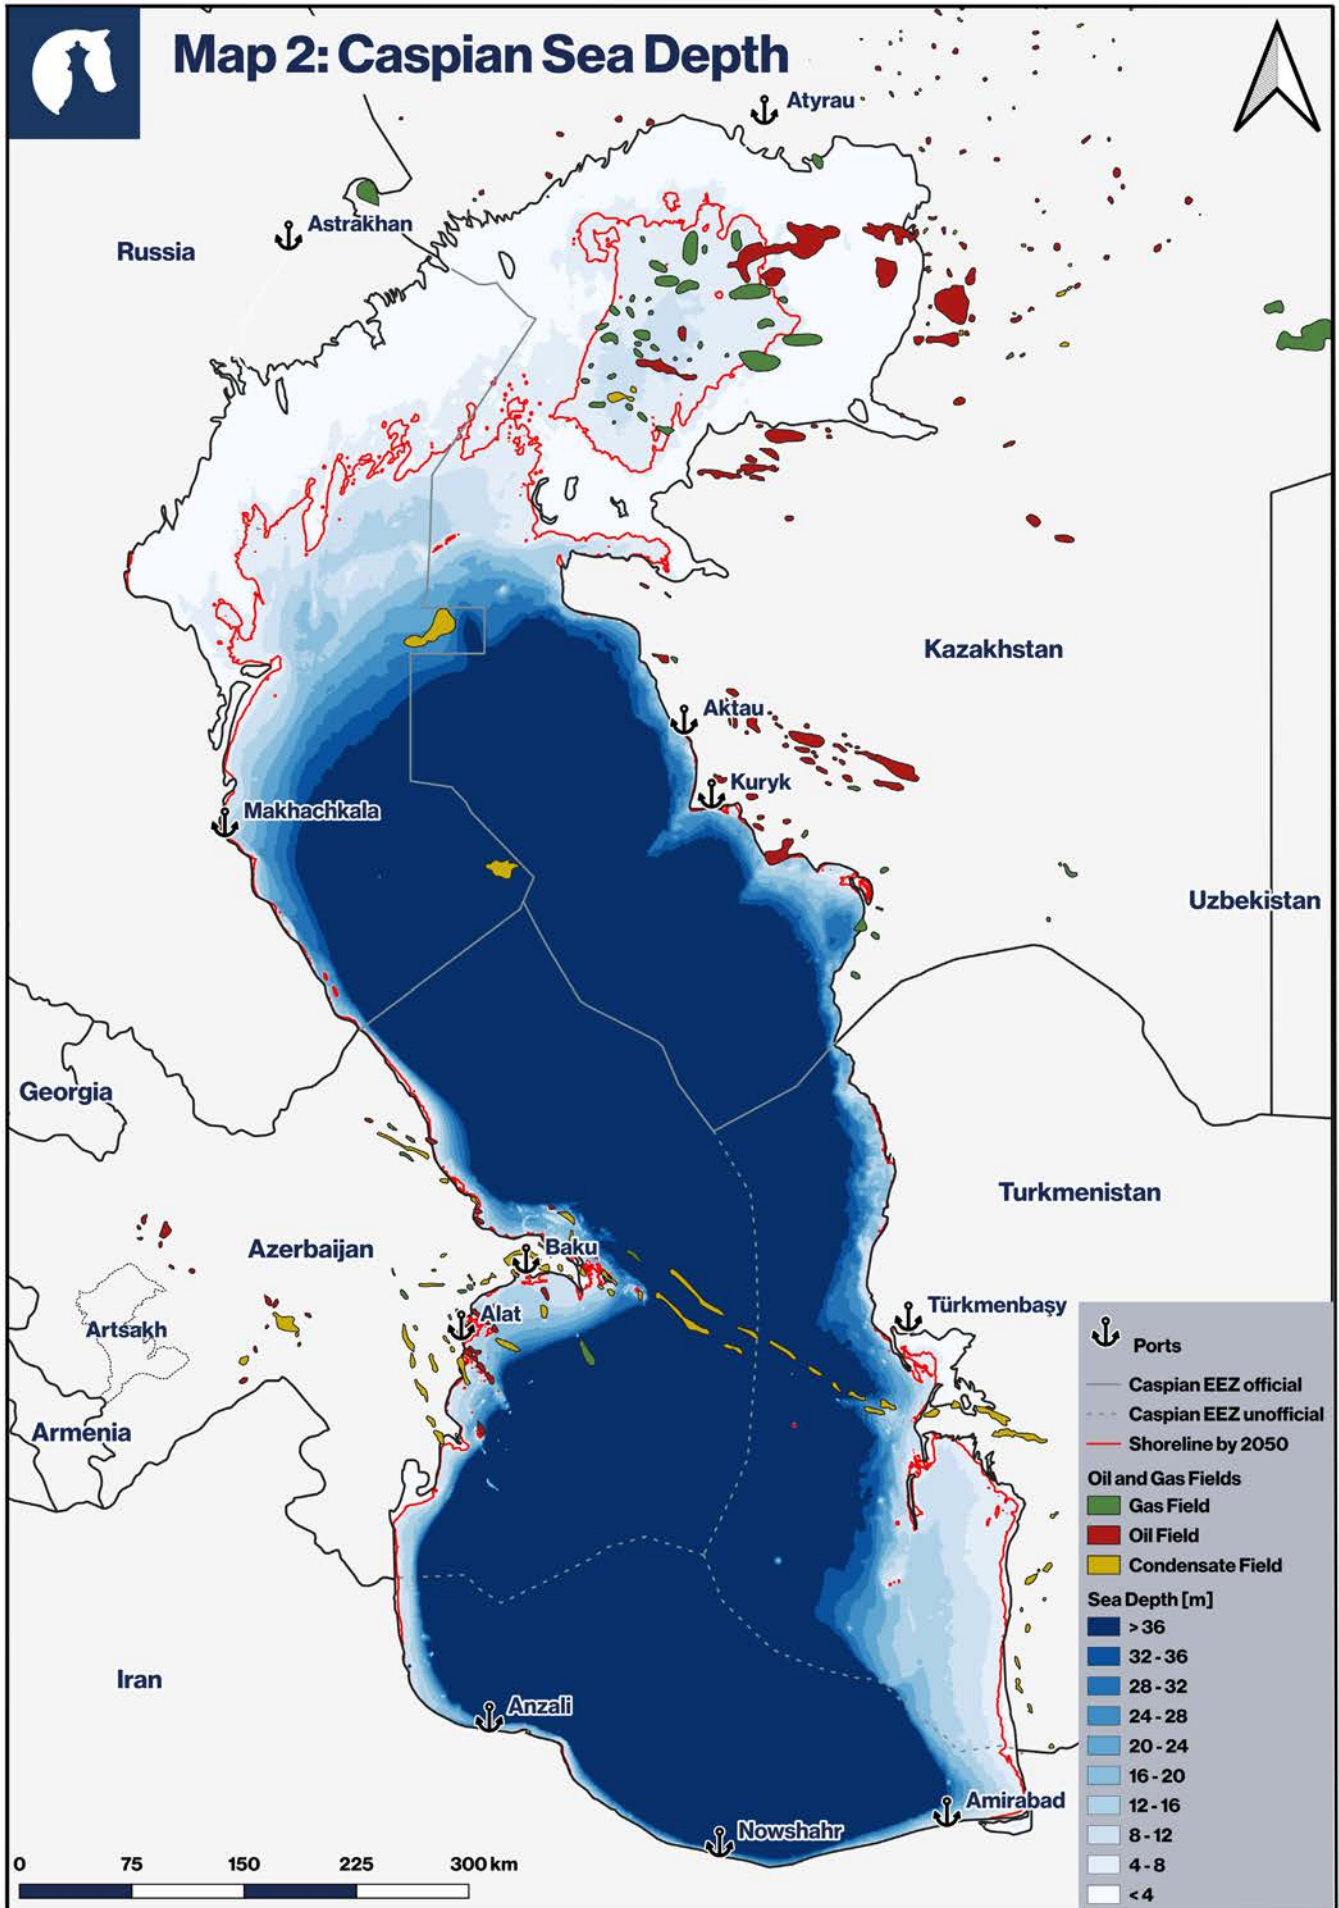 Map 2: Caspian Sea Depth
Atyrau
Astrakhan
Russia
Kazakhstan
Aktau
Kuryk
Makhachkala
Uzbekistan
Georgia
Turkmenistan
Azerbaijan
Baku
Türkmenbaşy
Alat
Artsakh
Armenia
Iran
Anzali
Amirabad
Nowshahr
Ports
Caspian EEZ official
Caspian EEZ unofficial
Shoreline by 2050
Oil and Gas Fields
Gas Field
Oil Field
Condensate Field
Sea Depth [m]
> 36
32 - 36
28 - 32
24 - 28
20 - 24
16 - 20
12 - 16
8 - 12
4 - 8
< 4
0 75 150 225 300 km